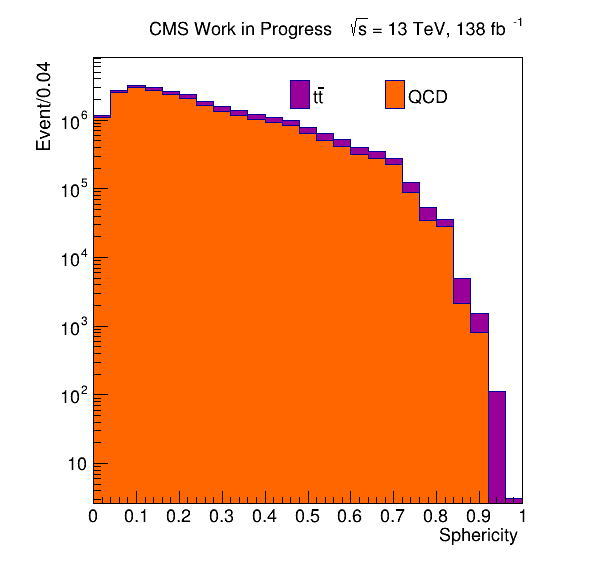 CMS Work in Progress √s = 13 TeV, 138 fb⁻¹
Event/0.04
tt̄
QCD
10⁶
10⁵
10⁴
10³
10²
10
0 0.1 0.2 0.3 0.4 0.5 0.6 0.7 0.8 0.9 1
Sphericity